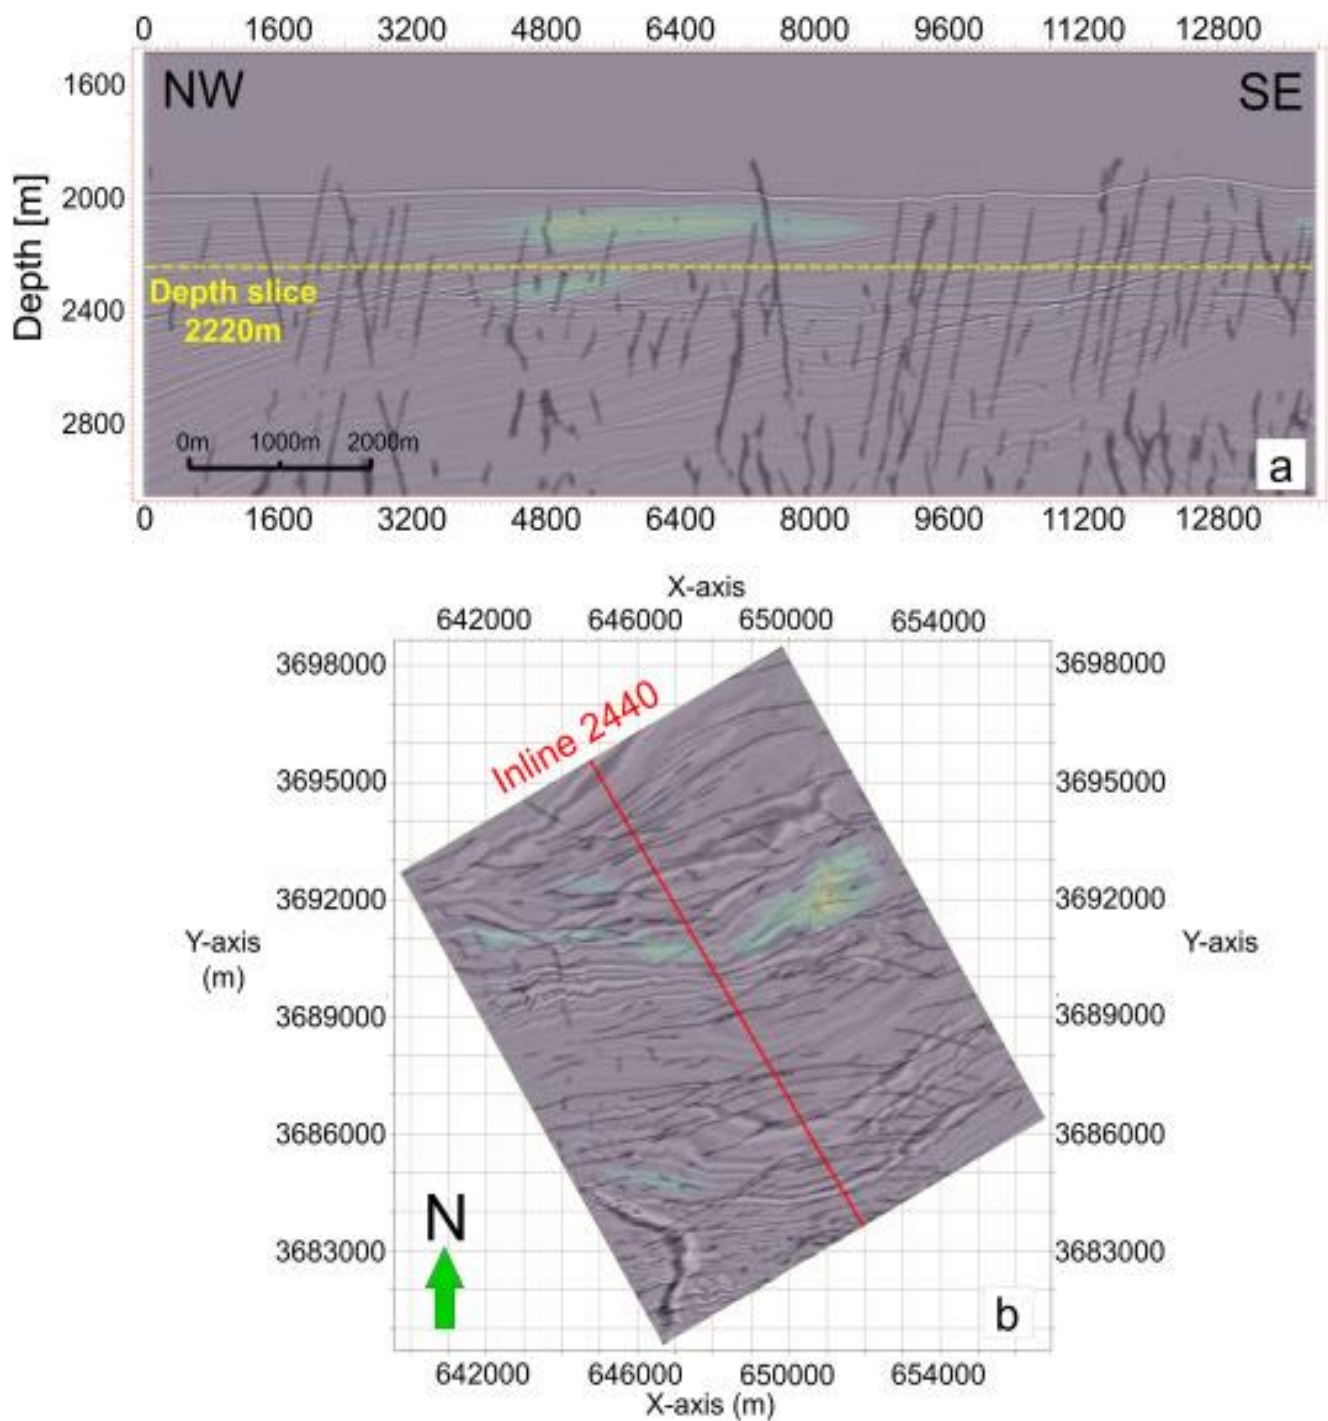 0 1600 3200 4800 6400 8000 9600 11200 12800
NW SE
1600
2000
2400
2800
Depth [m]
Depth slice
2220m
0m 1000m 2000m
a
0 1600 3200 4800 6400 8000 9600 11200 12800
X-axis
642000 646000 650000 654000
3698000 3698000
Inline 2440
3695000 3695000
3692000 3692000
Y-axis Y-axis
(m)
3689000 3689000
3686000 3686000
N
3683000 3683000
b
642000 646000 650000 654000
X-axis (m)